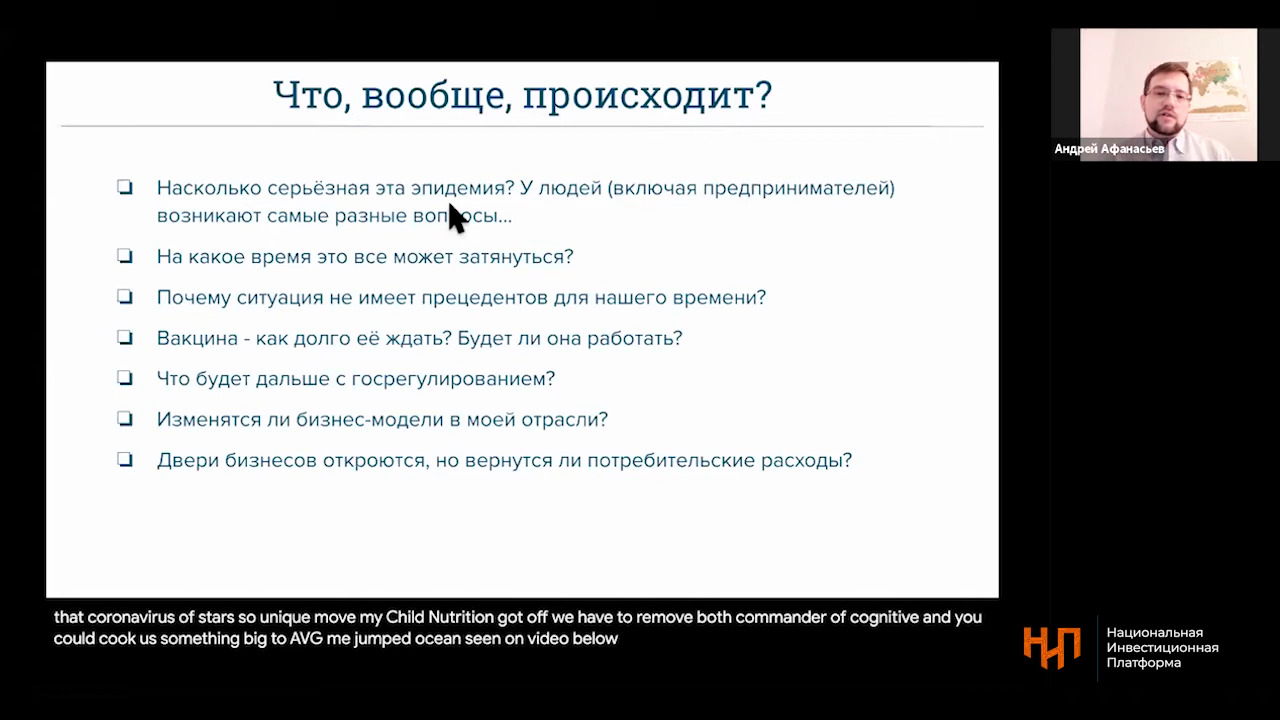 Что, вообще, происходит?
Насколько серьёзная эта эпидемия? У людей (включая предпринимателей)
возникают самые разные вопросы...
На какое время это все может затянуться?
Почему ситуация не имеет прецедентов для нашего времени?
Вакцина - как долго её ждать? Будет ли она работать?
Что будет дальше с госрегулированием?
Изменятся ли бизнес-модели в моей отрасли?
Двери бизнесов откроются, но вернутся ли потребительские расходы?
Андрей Афанасьев
that coronavirus of stars so unique move my Child Nutrition got off we have to remove both commander of cognitive and you
could cook us something big to AVG me jumped ocean seen on video below
НИП
Национальная
Инвестиционная
Платформа